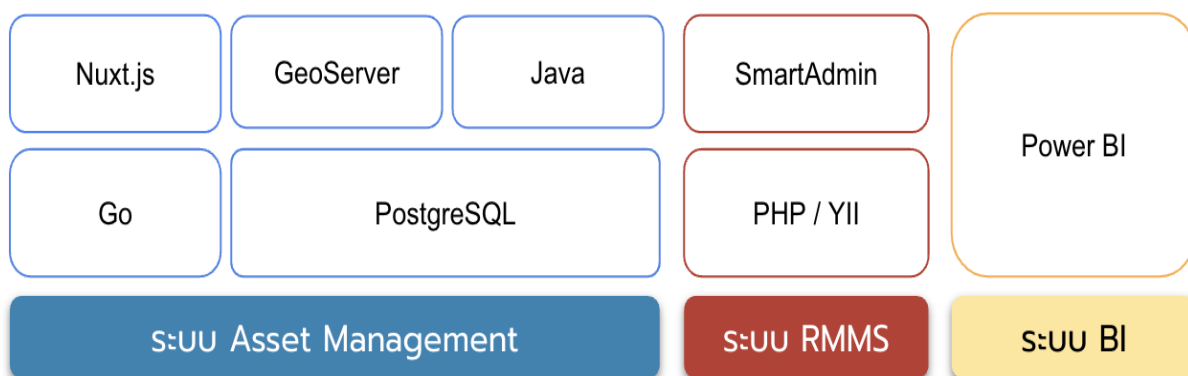 Nuxt.js
GeoServer
Java
SmartAdmin
Power BI
Go
PostgreSQL
PHP / YII
ระบบ Asset Management
ระบบ RMMS
ระบบ BI